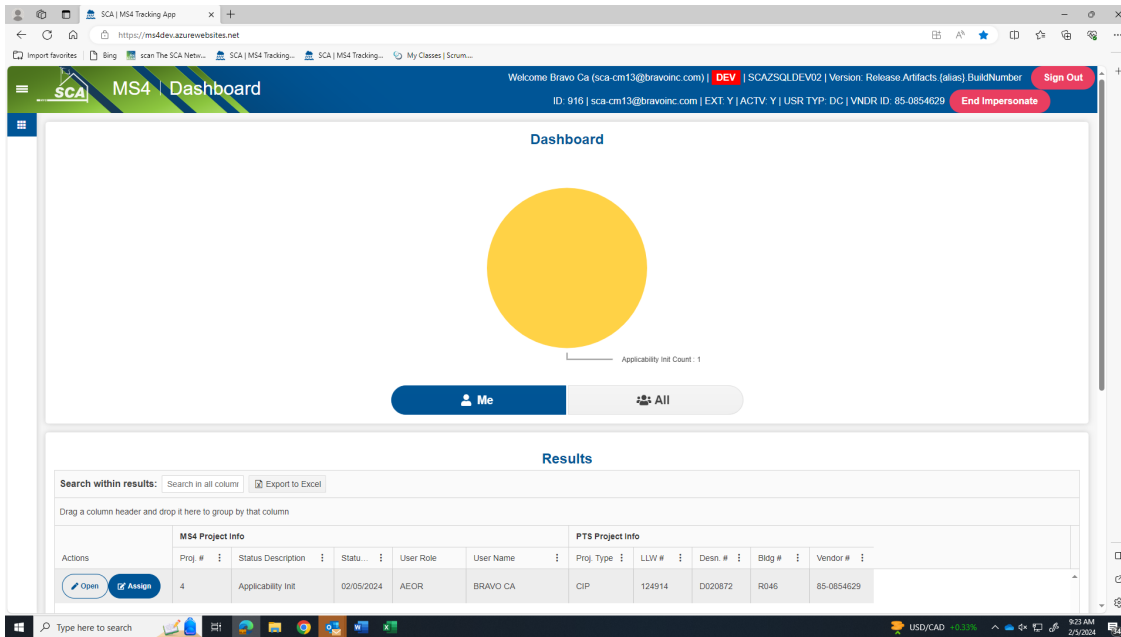 SCA | MS4 Tracking App
https://ms4dev.azurewebsites.net
Import favorites Bing scan The SCA Netw... SCA | MS4 Tracking... SCA | MS4 Tracking... My Classes | Scrum....
SCA MS4 | Dashboard
Welcome Bravo Ca (sca-cm13@bravoinc.com) | DEV | SCAZSQLDEV02 | Version: Release.Artifacts.{alias}.BuildNumber Sign Out
ID: 916 | sca-cm13@bravoinc.com | EXT: Y | ACTV: Y | USR TYP: DC | VNDR ID: 85-0854629 End Impersonate
Dashboard
Applicability Init Count : 1
Me All
Results
Search within results: Search in all column Export to Excel
Drag a column header and drop it here to group by that column
MS4 Project Info PTS Project Info
Actions Proj. # Status Description Statu... User Role User Name Proj. Type LLW # Desn. # Bldg # Vendor #
Open Assign 4 Applicability Init 02/05/2024 AEOR BRAVO CA CIP 124914 D020872 R046 85-0854629
Type here to search USD/CAD +0.33% 9:23 AM
2/5/2024